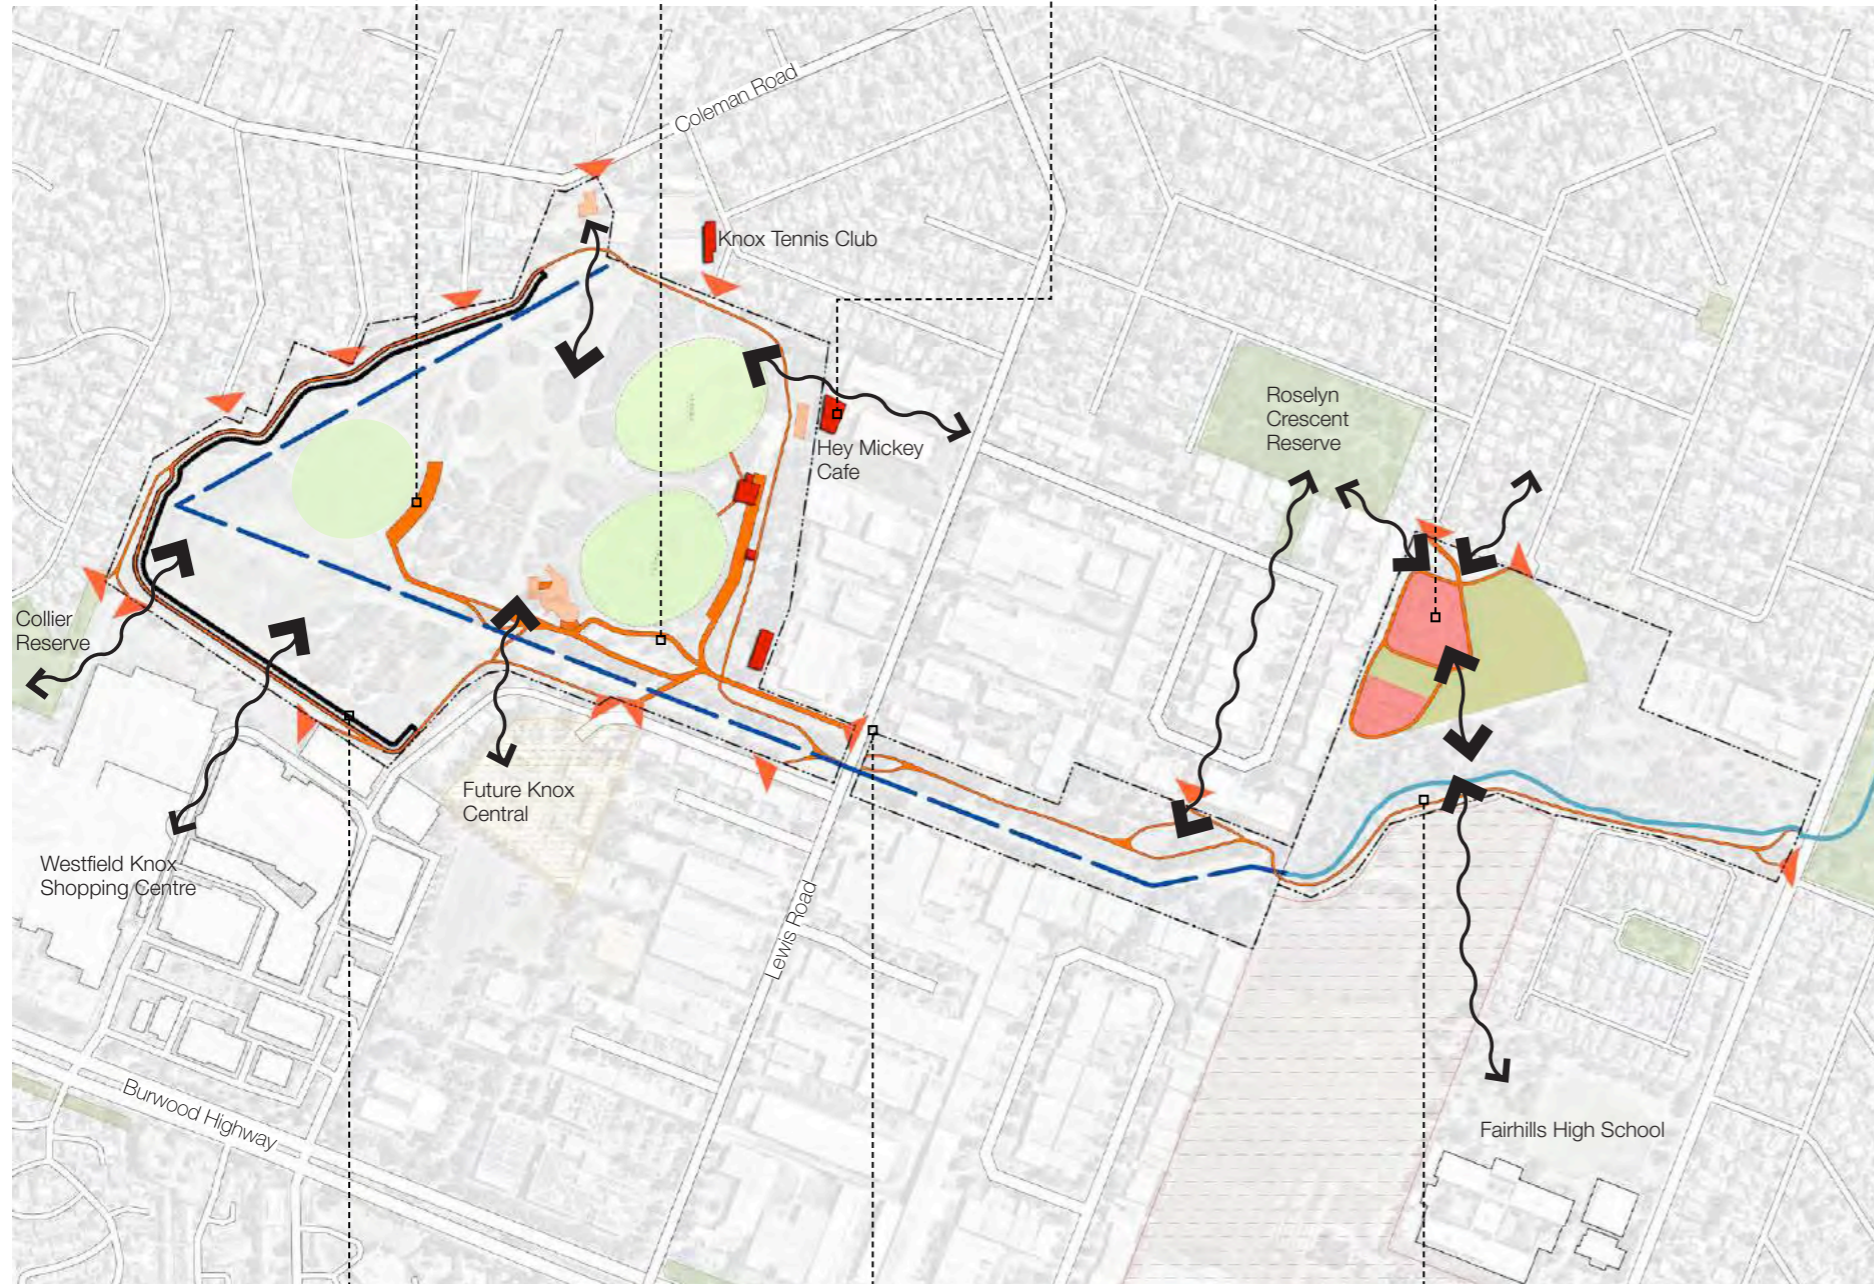 Coleman Road
Knox Tennis Club
Roselyn
Crescent
Reserve
Hey Mickey
Cafe
Collier
Reserve
Future Knox
Central
Westfield Knox
Shopping Centre
Lewis Road
Burwood Highway
Fairhills High School